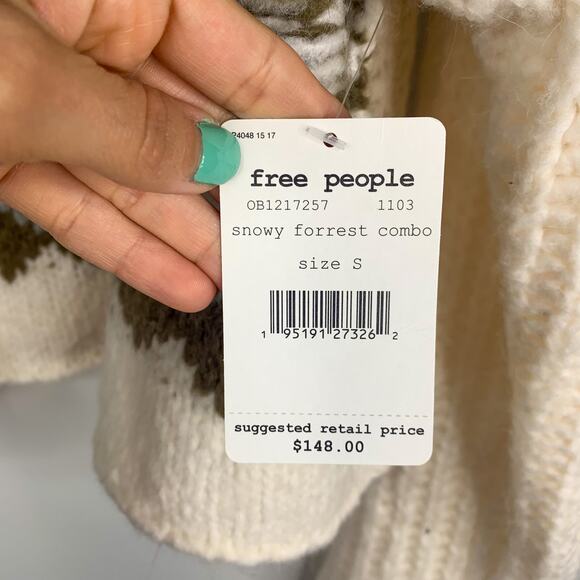 4048 15 17
free people
OB1217257 1103
snowy forrest combo
size S
1 95191 27326 2
suggested retail price
$148.00